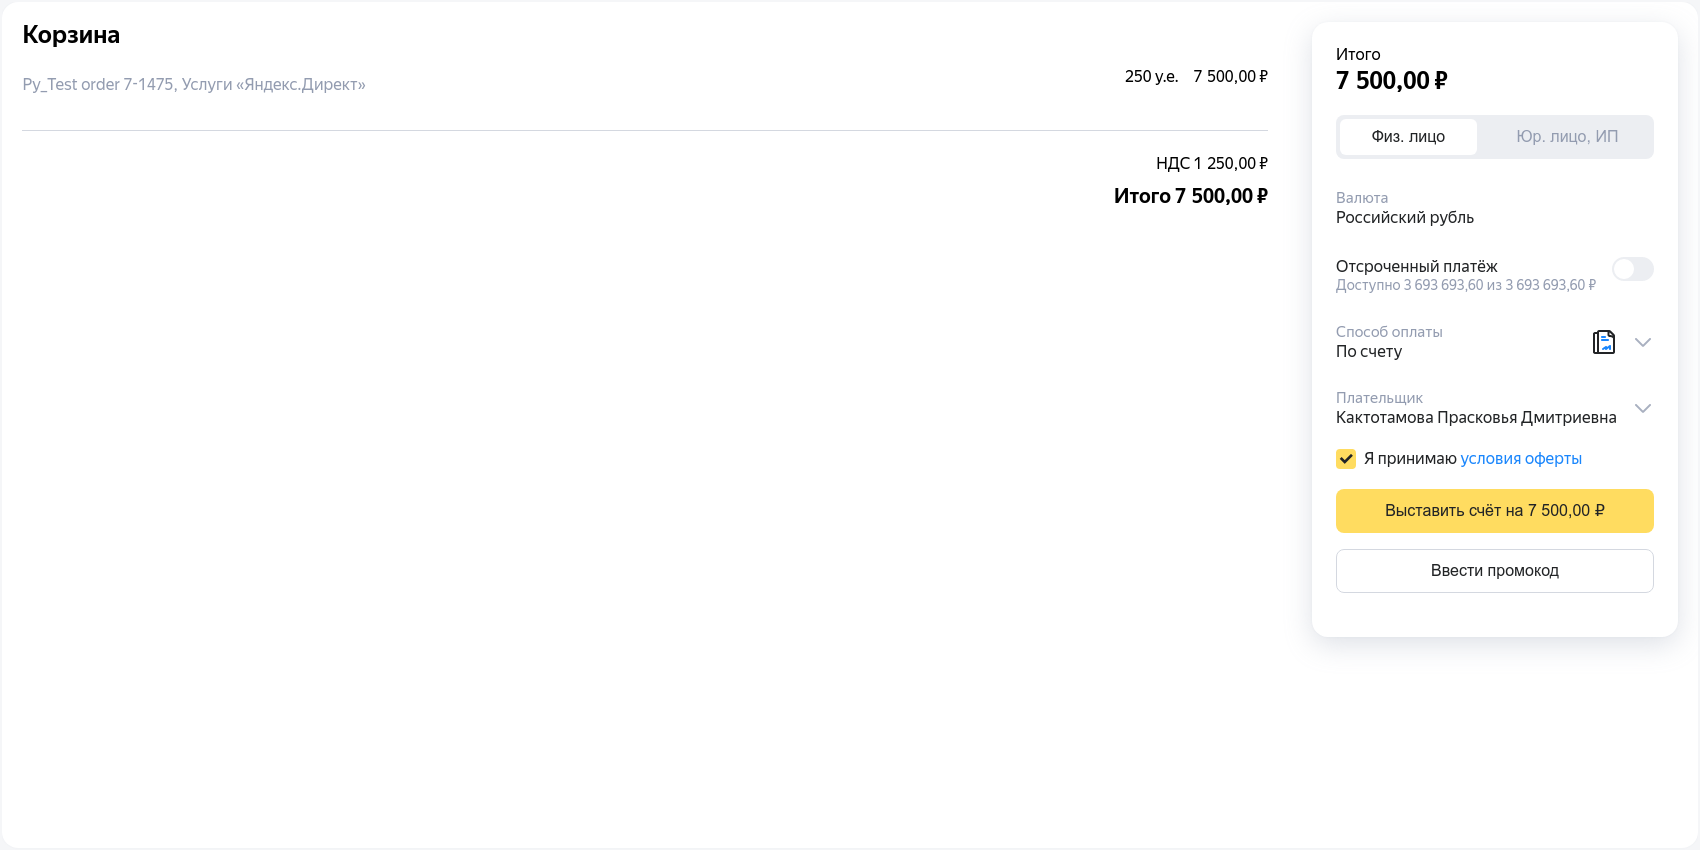 Корзина
Py_Test order 7-1475, Услуги «Яндекс.Директ»
250 у.е. 7 500,00 ₽
НДС 1 250,00 ₽
Итого 7 500,00 ₽
Итого
7 500,00 ₽
Физ. лицо
Юр. лицо, ИП
Валюта
Российский рубль
Отсроченный платёж
Доступно 3 693 693,60 из 3 693 693,60 ₽
Способ оплаты
По счету
Плательщик
Кактотамова Прасковья Дмитриевна
Я принимаю условия оферты
Выставить счёт на 7 500,00 ₽
Ввести промокод